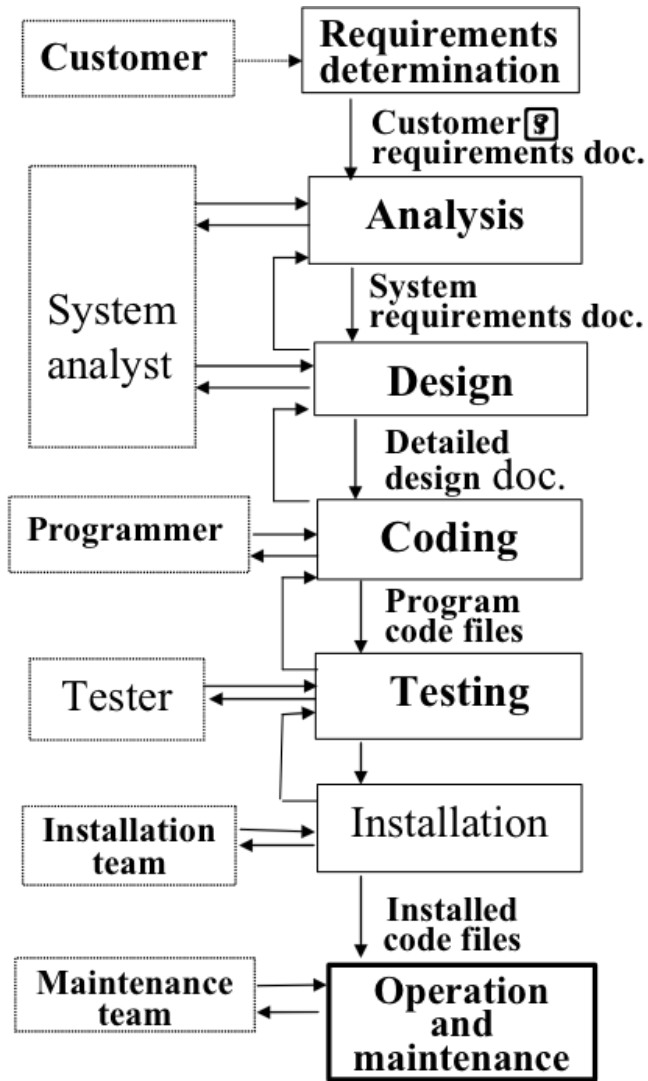 Customer
Requirements
determination
Customer
requirements doc.
Analysis
System
requirements doc.
System
analyst
Design
Detailed
design doc.
Programmer
Coding
Program
code files
Tester
Testing
Installation
Installation
team
Installed
code files
Maintenance
team
Operation
and
maintenance